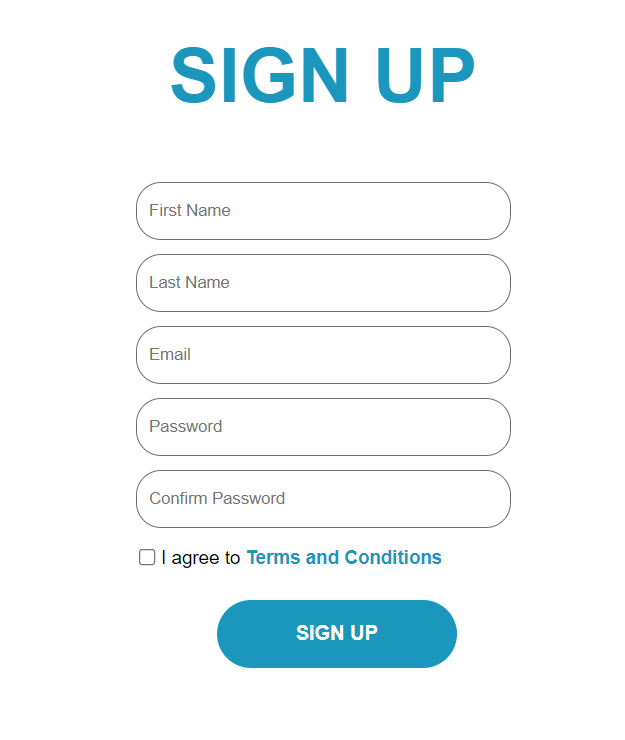 SIGN UP
First Name
Last Name
Email
Password
Confirm Password
I agree to Terms and Conditions
SIGN UP